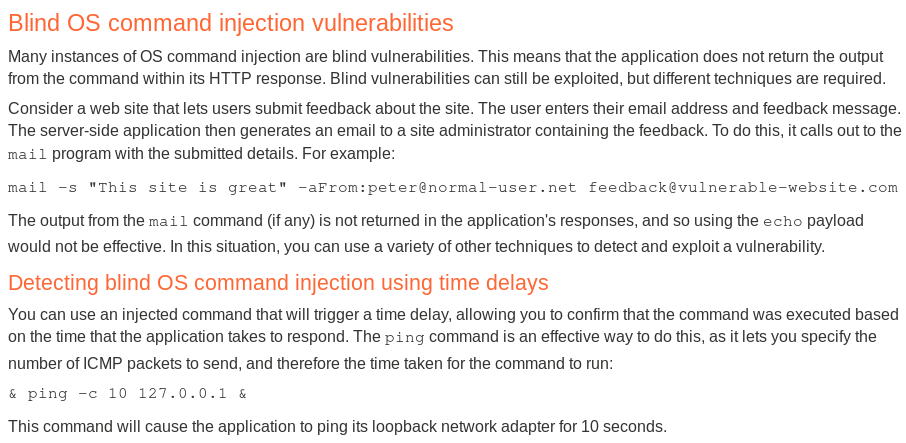 Blind OS command injection vulnerabilities
Many instances of OS command injection are blind vulnerabilities. This means that the application does not return the output
from the command within its HTTP response. Blind vulnerabilities can still be exploited, but different techniques are required.
Consider a web site that lets users submit feedback about the site. The user enters their email address and feedback message.
The server-side application then generates an email to a site administrator containing the feedback. To do this, it calls out to the
mail program with the submitted details. For example:
mail -s "This site is great" -aFrom:peter@normal-user.net feedback@vulnerable-website.com
The output from the mail command (if any) is not returned in the application's responses, and so using the echo payload
would not be effective. In this situation, you can use a variety of other techniques to detect and exploit a vulnerability.
Detecting blind OS command injection using time delays
You can use an injected command that will trigger a time delay, allowing you to confirm that the command was executed based
on the time that the application takes to respond. The ping command is an effective way to do this, as it lets you specify the
number of ICMP packets to send, and therefore the time taken for the command to run:
& ping -c 10 127.0.0.1 &
This command will cause the application to ping its loopback network adapter for 10 seconds.